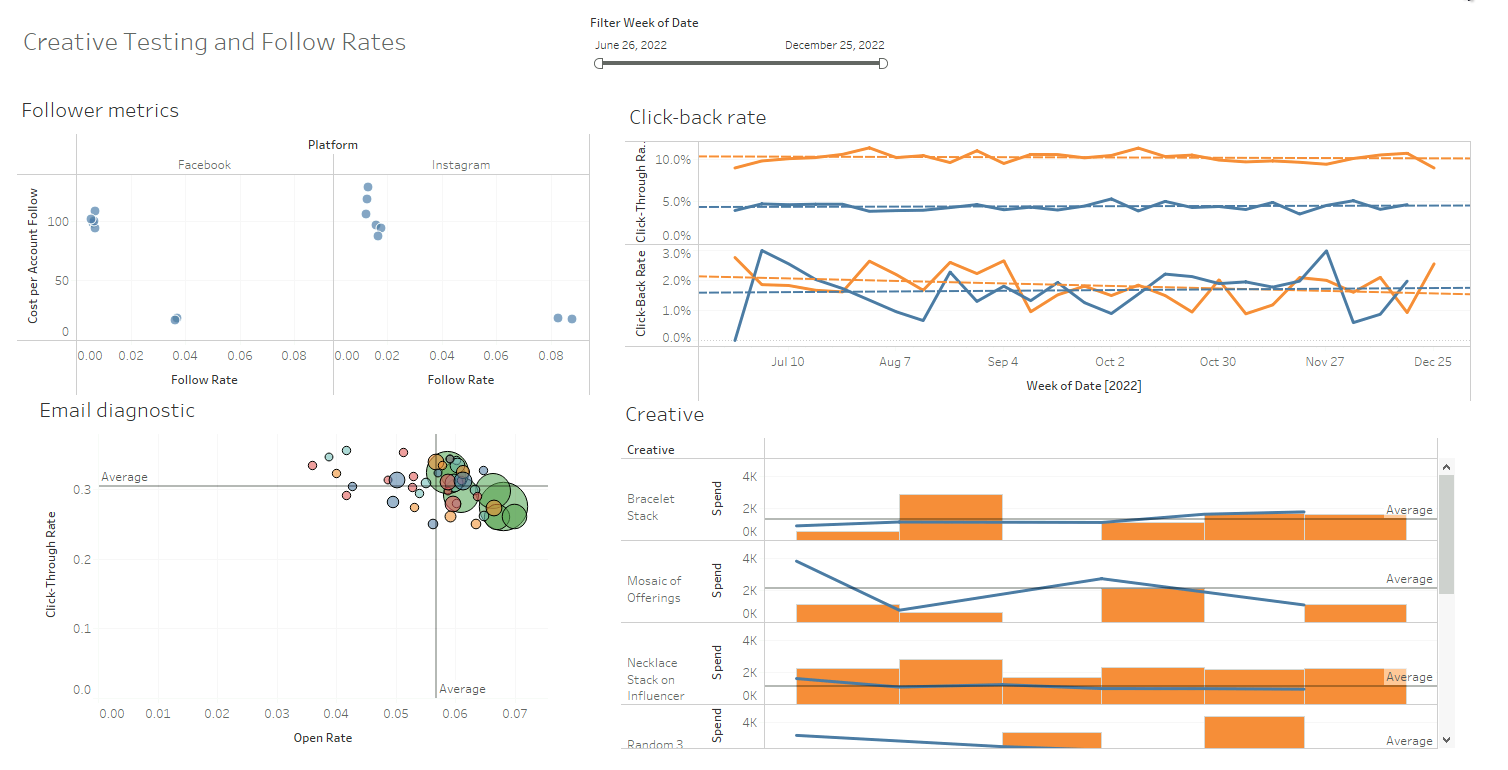 Creative Testing and Follow Rates
Filter Week of Date
June 26, 2022 December 25, 2022
Follower metrics
Platform
Facebook Instagram
Cost per Account Follow
100
50
0
0.00 0.02 0.04 0.06 0.08 0.00 0.02 0.04 0.06 0.08
Follow Rate Follow Rate
Click-back rate
Click-Through Ra..
10.0%
5.0%
0.0%
Click-Back Rate
3.0%
2.0%
1.0%
0.0%
Jul 10 Aug 7 Sep 4 Oct 2 Oct 30 Nov 27 Dec 25
Week of Date [2022]
Email diagnostic
Average
Click-Through Rate
0.3
0.2
0.1
0.0
Average
0.00 0.01 0.02 0.03 0.04 0.05 0.06 0.07
Open Rate
Creative
Creative
Bracelet
Stack
Spend
4K
2K
0K
Average
Mosaic of
Offerings
Spend
4K
2K
0K
Average
Necklace
Stack on
Influencer
Spend
4K
2K
0K
Average
Random 3
Spend
4K
Average